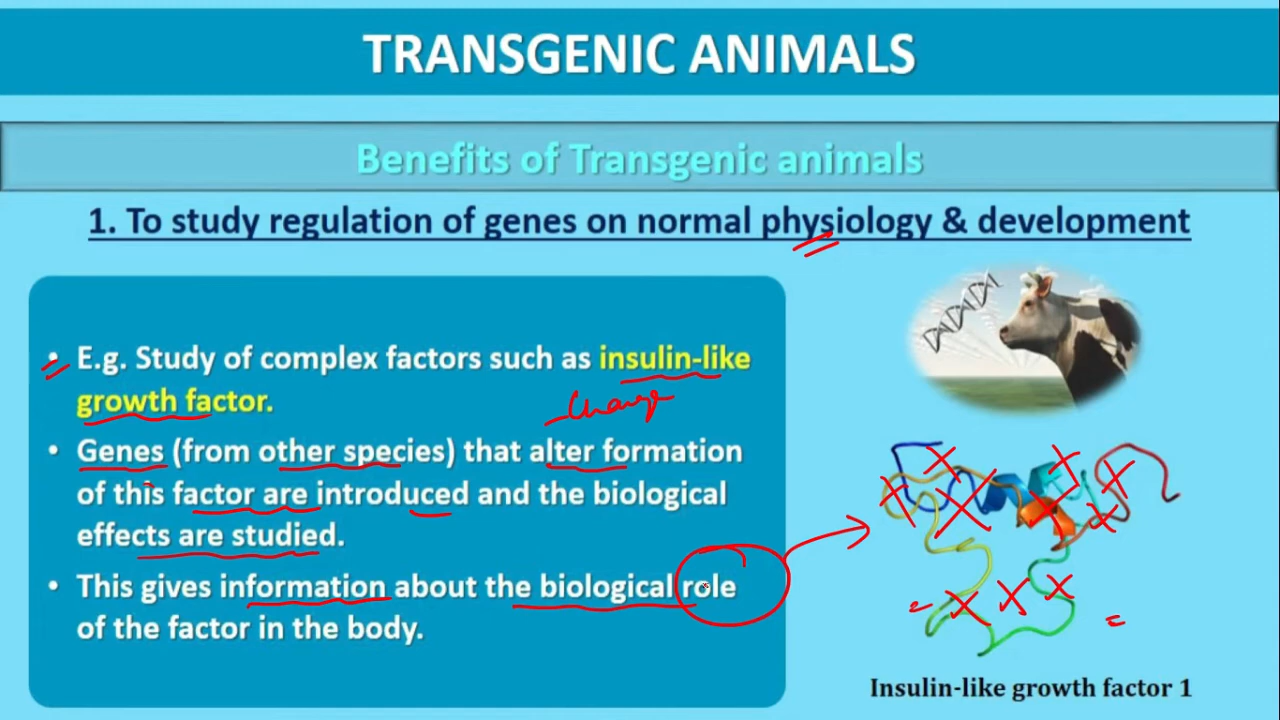 TRANSGENIC ANIMALS
Benefits of Transgenic animals
1. To study regulation of genes on normal physiology & development
• E.g. Study of complex factors such as insulin-like
growth factor.
Change
• Genes (from other species) that alter formation
of this factor are introduced and the biological
effects are studied.
• This gives information about the biological role
of the factor in the body.
Insulin-like growth factor 1